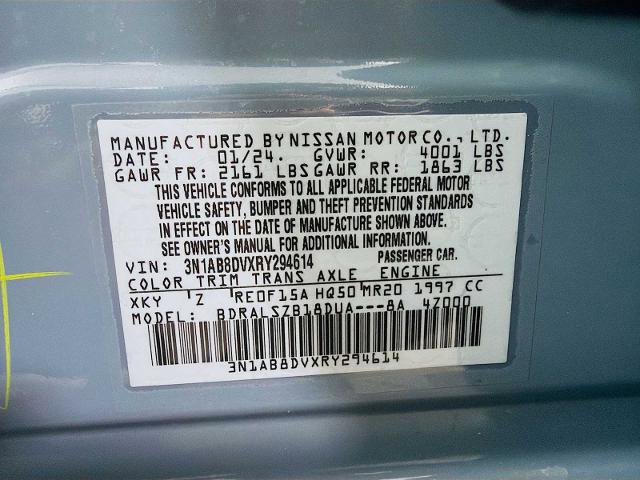 MANUFACTURED BY NISSAN MOTOR CO., LTD.
DATE: 01/24. GVWR: 4001 LBS
GAWR FR: 2161 LBS GAWR RR: 1863 LBS
THIS VEHICLE CONFORMS TO ALL APPLICABLE FEDERAL MOTOR
VEHICLE SAFETY, BUMPER AND THEFT PREVENTION STANDARDS
IN EFFECT ON THE DATE OF MANUFACTURE SHOWN ABOVE.
SEE OWNER'S MANUAL FOR ADDITIONAL INFORMATION.
VIN: 3N1AB8DVXRY294614 PASSENGER CAR.
COLOR TRIM TRANS AXLE ENGINE
XKY Z RE0F15A HQ50 MR20 1997 CC
MODEL: BDRALSZB18DUA---8A 4Z000
3N1AB8DVXRY294614